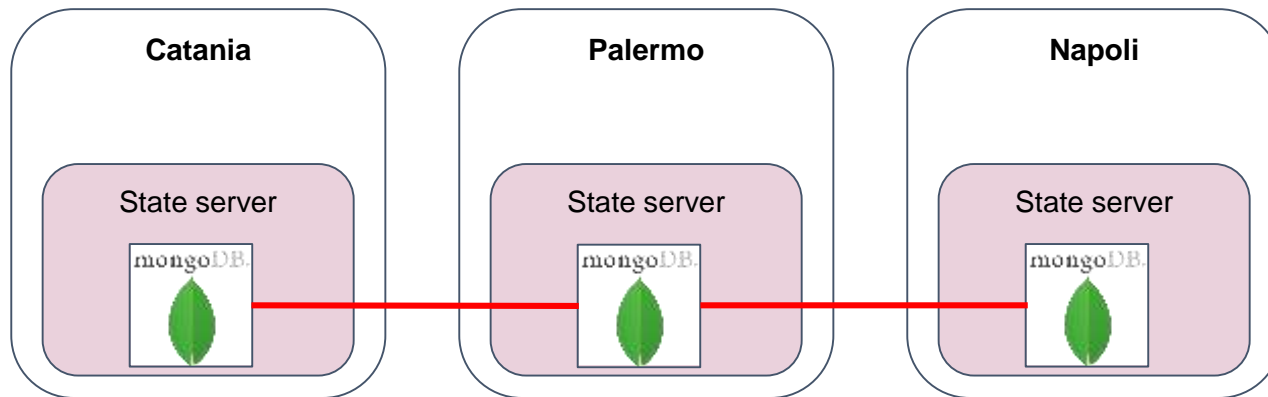 Catania
Palermo
Napoli
State server
State server
State server
mongoDB.
mongoDB.
mongoDB.